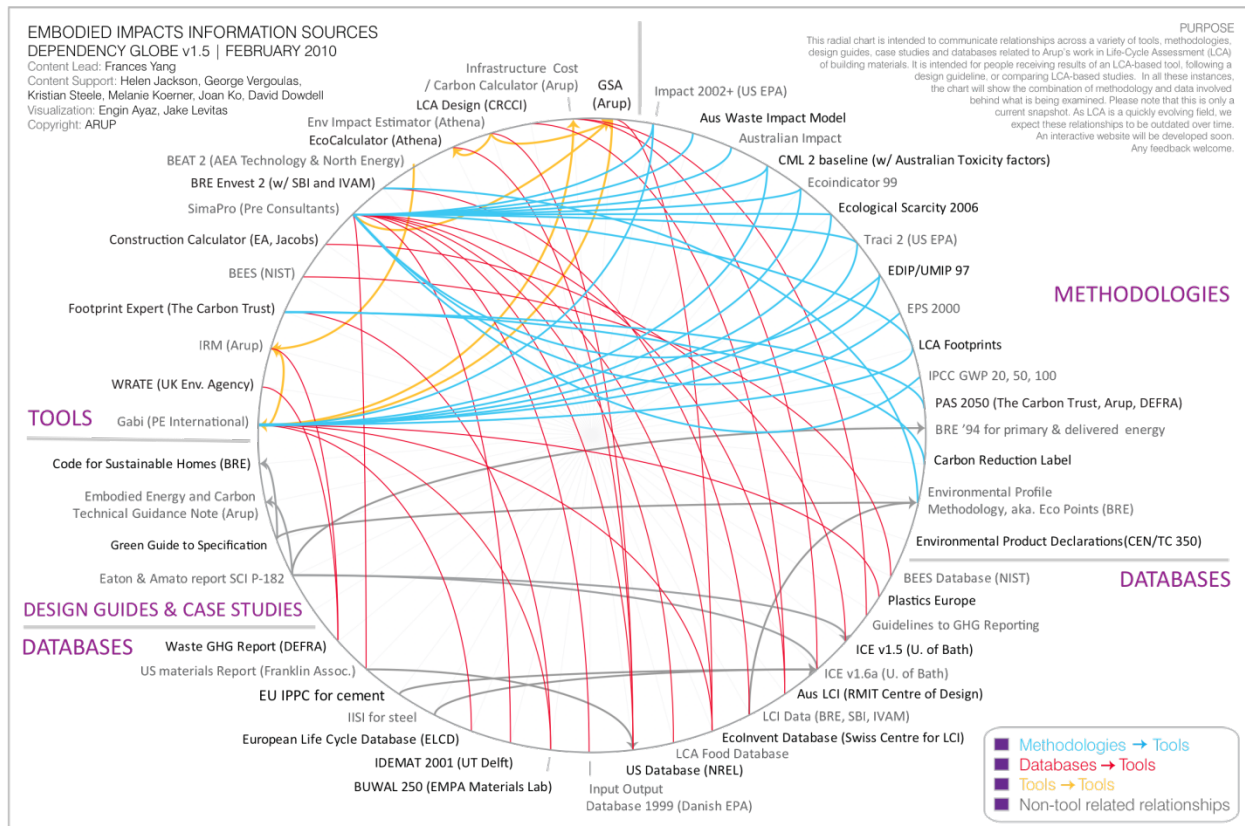 EMBODIED IMPACTS INFORMATION SOURCES
DEPENDENCY GLOBE v1.5 | FEBRUARY 2010
Content Lead: Frances Yang
Content Support: Helen Jackson, George Vergoulas,
Kristian Steele, Melanie Koerner, Joan Ko, David Dowdell
Visualization: Engin Ayaz, Jake Levitas
Copyright: ARUP
PURPOSE
This radial chart is intended to communicate relationships across a variety of tools, methodologies,
design guides, case studies and databases related to Arup's work in Life-Cycle Assessment (LCA)
of building materials. It is intended for people receiving results of an LCA-based tool, following a
design guideline, or comparing LCA-based studies. In all these instances,
the chart will show the combination of methodology and data involved
behind what is being examined. Please note that this is only a
current snapshot. As LCA is a quickly evolving field, we
expect these relationships to be outdated over time.
An interactive website will be developed soon.
Any feedback welcome.
Infrastructure Cost
/ Carbon Calculator (Arup)
GSA
(Arup)
LCA Design (CRCCI)
Env Impact Estimator (Athena)
EcoCalculator (Athena)
BEAT 2 (AEA Technology & North Energy)
BRE Envest 2 (w/ SBI and IVAM)
SimaPro (Pre Consultants)
Construction Calculator (EA, Jacobs)
BEES (NIST)
Footprint Expert (The Carbon Trust)
IRM (Arup)
WRATE (UK Env. Agency)
Gabi (PE International)
TOOLS
Code for Sustainable Homes (BRE)
Embodied Energy and Carbon
Technical Guidance Note (Arup)
Green Guide to Specification
Eaton & Amato report SCI P-182
DESIGN GUIDES & CASE STUDIES
DATABASES
Waste GHG Report (DEFRA)
US materials Report (Franklin Assoc.)
EU IPPC for cement
IISI for steel
European Life Cycle Database (ELCD)
IDEMAT 2001 (UT Delft)
BUWAL 250 (EMPA Materials Lab)
Input Output
Database 1999 (Danish EPA)
US Database (NREL)
LCA Food Database
EcoInvent Database (Swiss Centre for LCI)
LCI Data (BRE, SBI, IVAM)
Aus LCI (RMIT Centre of Design)
ICE v1.6a (U. of Bath)
ICE v1.5 (U. of Bath)
Guidelines to GHG Reporting
Plastics Europe
BEES Database (NIST)
DATABASES
Impact 2002+ (US EPA)
Aus Waste Impact Model
Australian Impact
CML 2 baseline (w/ Australian Toxicity factors)
Ecoindicator 99
Ecological Scarcity 2006
Traci 2 (US EPA)
EDIP/UMIP 97
METHODOLOGIES
EPS 2000
LCA Footprints
IPCC GWP 20, 50, 100
PAS 2050 (The Carbon Trust, Arup, DEFRA)
BRE '94 for primary & delivered energy
Carbon Reduction Label
Environmental Profile
Methodology, aka. Eco Points (BRE)
Environmental Product Declarations(CEN/TC 350)
Methodologies → Tools
Databases → Tools
Tools → Tools
Non-tool related relationships